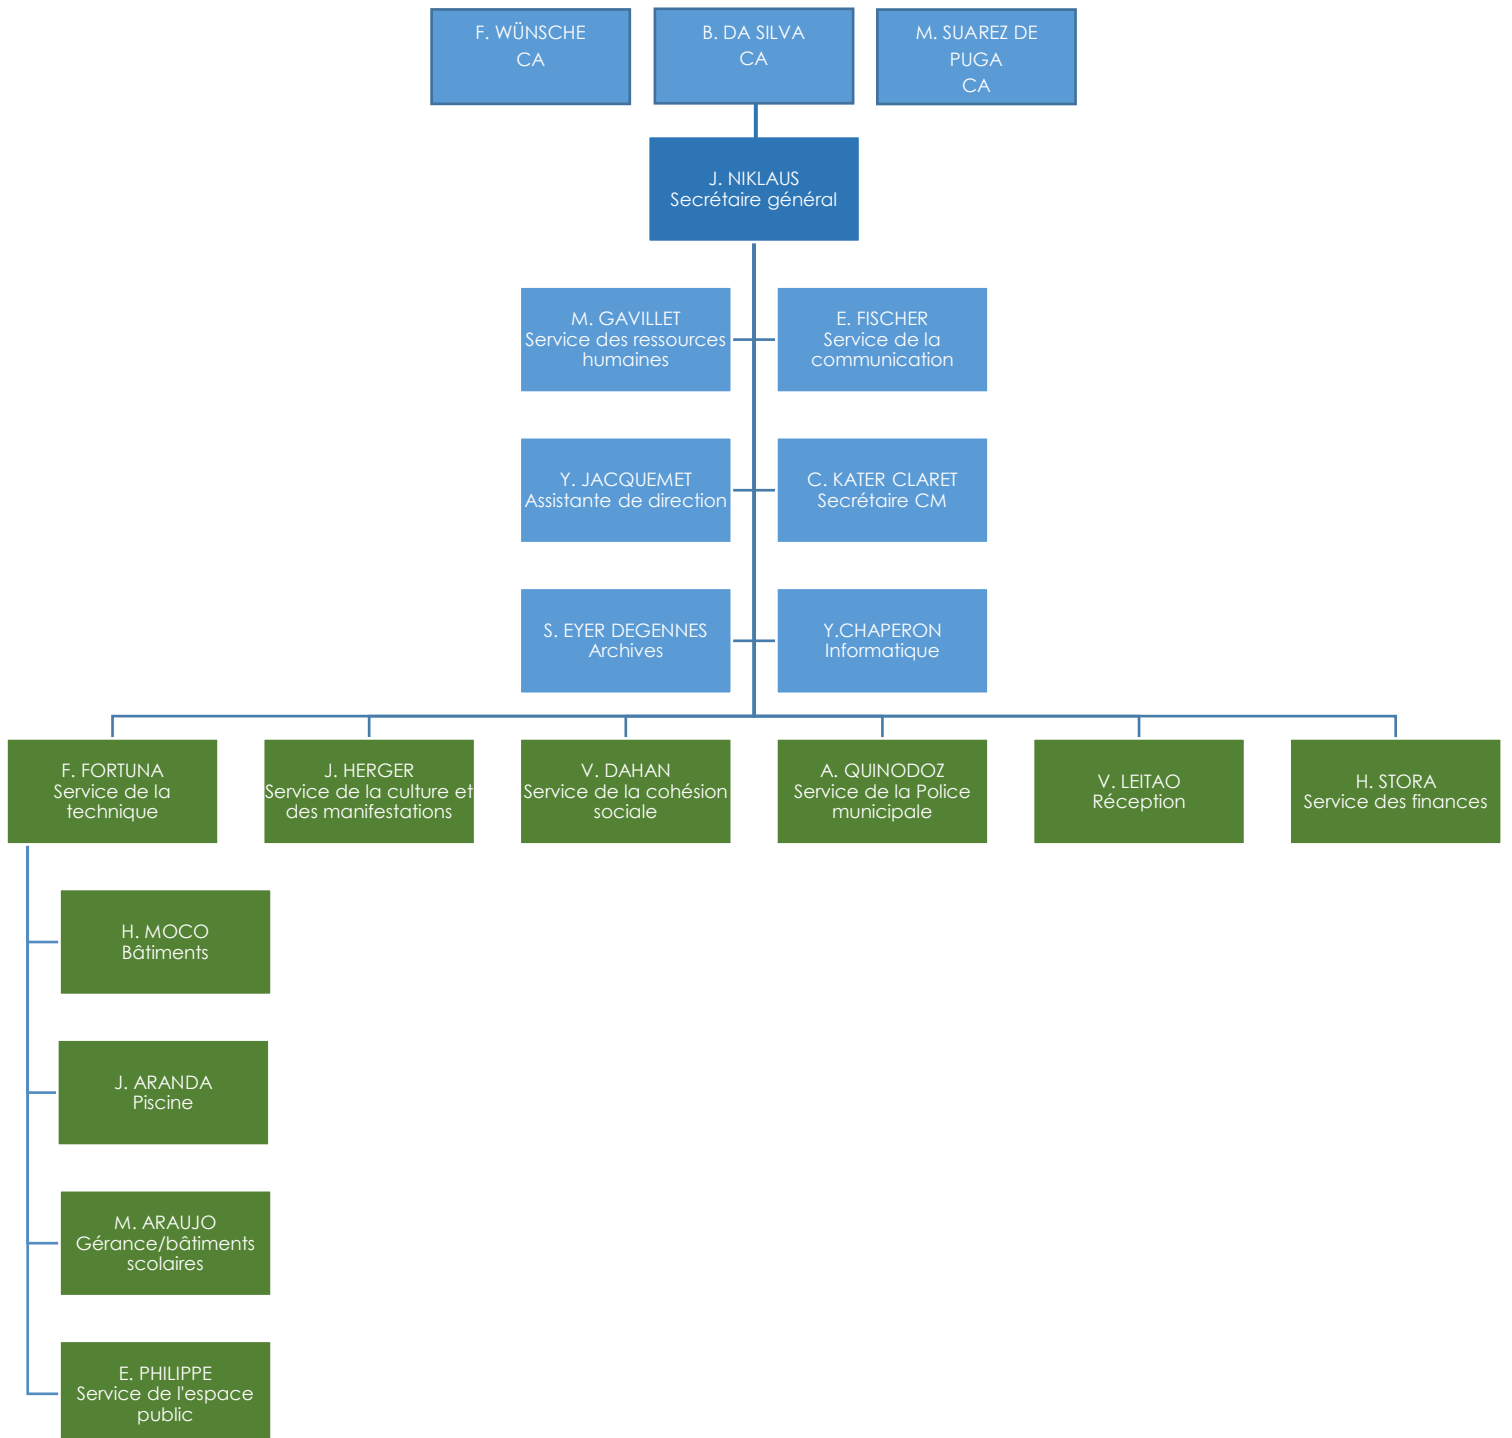 F. WÜNSCHE
CA
B. DA SILVA
CA
M. SUAREZ DE
PUGA
CA
J. NIKLAUS
Secrétaire général
M. GAVILLET
Service des ressources
humaines
E. FISCHER
Service de la
communication
Y. JACQUEMET
Assistante de direction
C. KATER CLARET
Secrétaire CM
S. EYER DEGENNES
Archives
Y.CHAPERON
Informatique
F. FORTUNA
Service de la
technique
J. HERGER
Service de la culture et
des manifestations
V. DAHAN
Service de la cohésion
sociale
A. QUINODOZ
Service de la Police
municipale
V. LEITAO
Réception
H. STORA
Service des finances
H. MOCO
Bâtiments
J. ARANDA
Piscine
M. ARAUJO
Gérance/bâtiments
scolaires
E. PHILIPPE
Service de l'espace
public